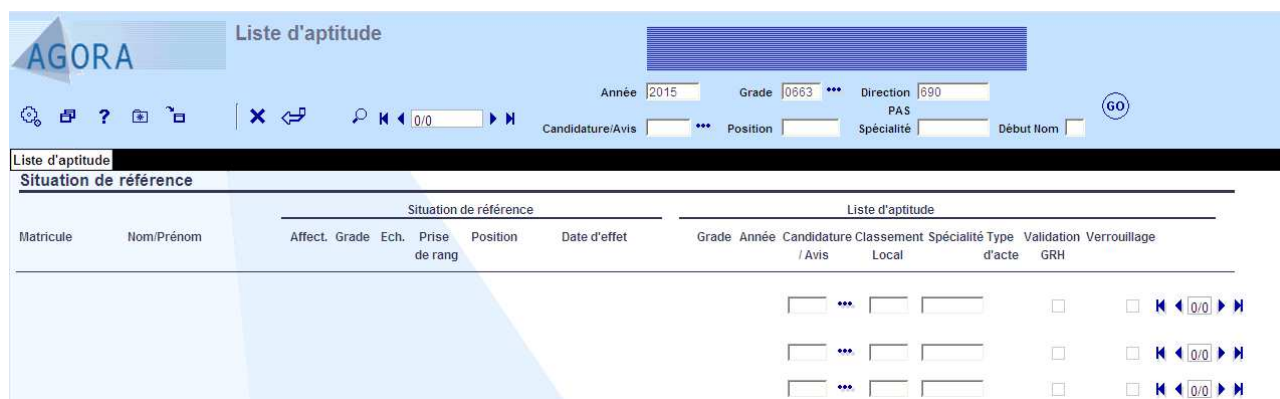 AGORA
Liste d'aptitude
Année 2015 Grade 0663 ••• Direction 690
? 0/0 PAS GO
Candidature/Avis ••• Position Spécialité Début Nom
Liste d'aptitude
Situation de référence
Situation de référence Liste d'aptitude
Matricule Nom/Prénom Affect. Grade Ech. Prise Position Date d'effet Grade Année Candidature Classement Spécialité Type Validation Verrouillage
de rang / Avis Local d'acte GRH
••• 0/0
••• 0/0
••• 0/0